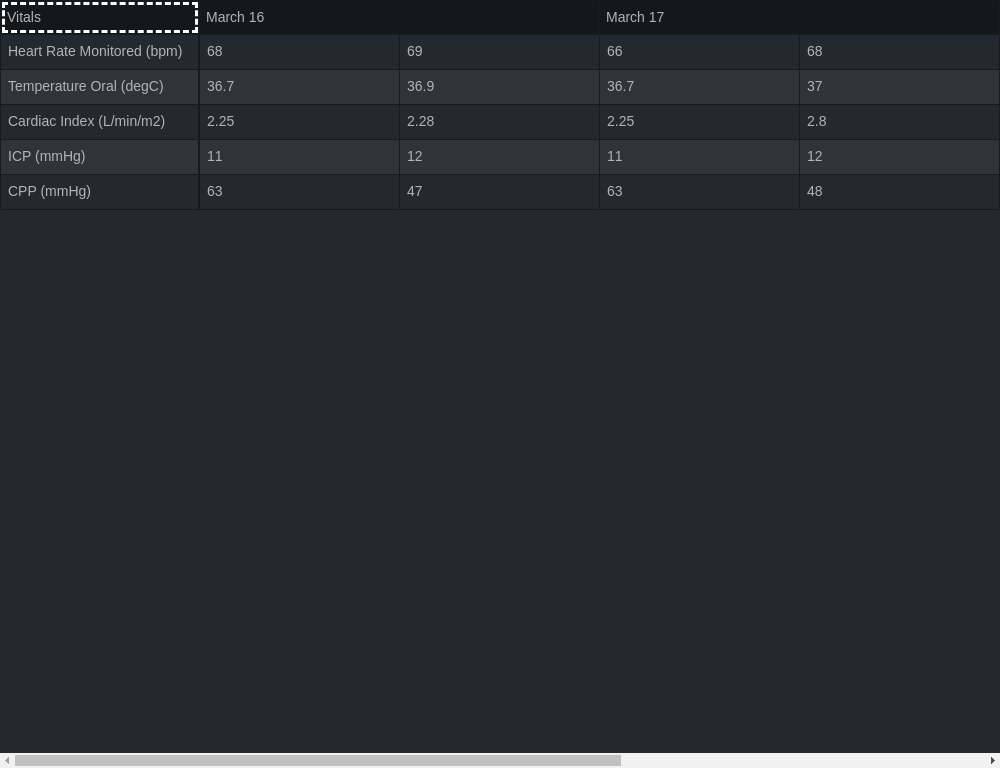 Vitals March 16 March 17
Heart Rate Monitored (bpm) 68 69 66 68
Temperature Oral (degC) 36.7 36.9 36.7 37
Cardiac Index (L/min/m2) 2.25 2.28 2.25 2.8
ICP (mmHg) 11 12 11 12
CPP (mmHg) 63 47 63 48